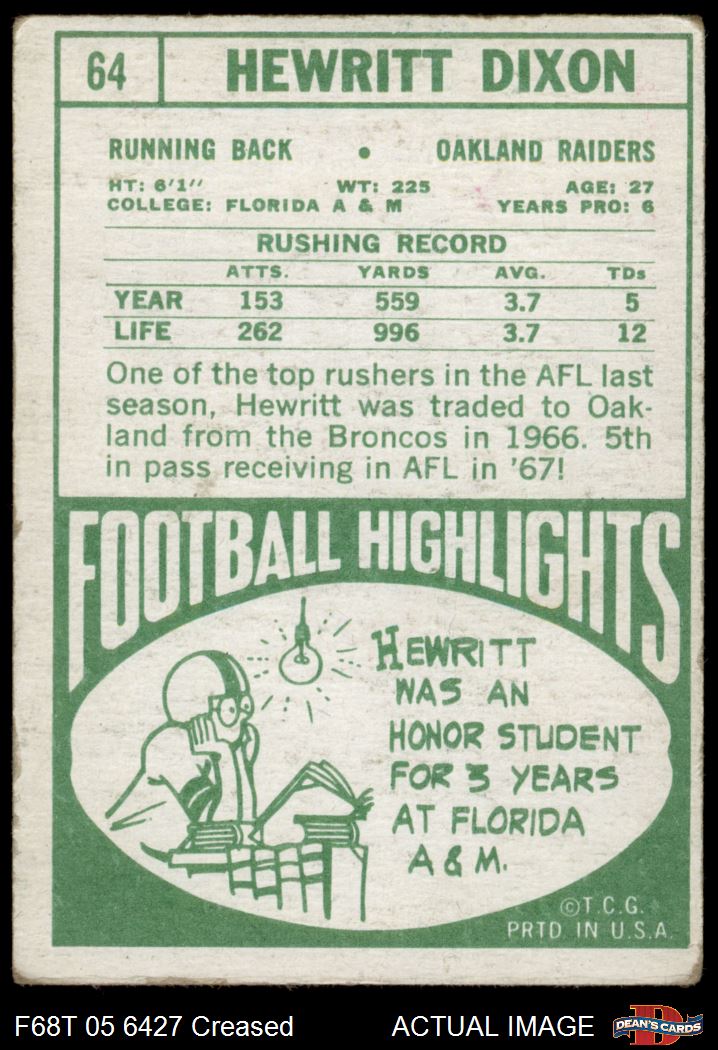 64 HEWRITT DIXON
RUNNING BACK • OAKLAND RAIDERS
HT: 6'1" WT: 225 AGE: 27
COLLEGE: FLORIDA A & M YEARS PRO: 6
RUSHING RECORD
ATTS. YARDS AVG. TDs
YEAR 153 559 3.7 5
LIFE 262 996 3.7 12
One of the top rushers in the AFL last
season, Hewritt was traded to Oak-
land from the Broncos in 1966. 5th
in pass receiving in AFL in '67!
FOOTBALL HIGHLIGHTS
HEWRITT
WAS AN
HONOR STUDENT
FOR 3 YEARS
AT FLORIDA
A & M.
©T.C.G.
PRTD. IN U.S.A.
F68T 05 6427 Creased ACTUAL IMAGE DEAN'S CARDS